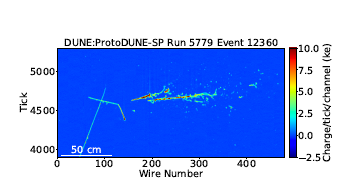 DUNE:ProtoDUNE-SP Run 5779 Event 12360
10.0
7.5
5.0
2.5
0.0
−2.5
Charge/tick/channel (ke)
5000
4500
4000
Tick
50 cm
0
100
200
300
400
Wire Number